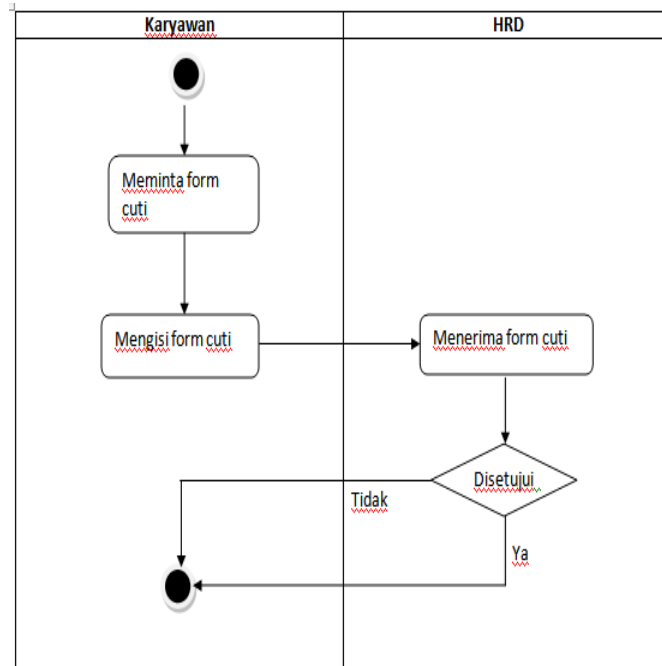 Karyawan
HRD
Meminta form
cuti
Mengisi form cuti
Menerima form cuti
Disetujui
Tidak
Ya